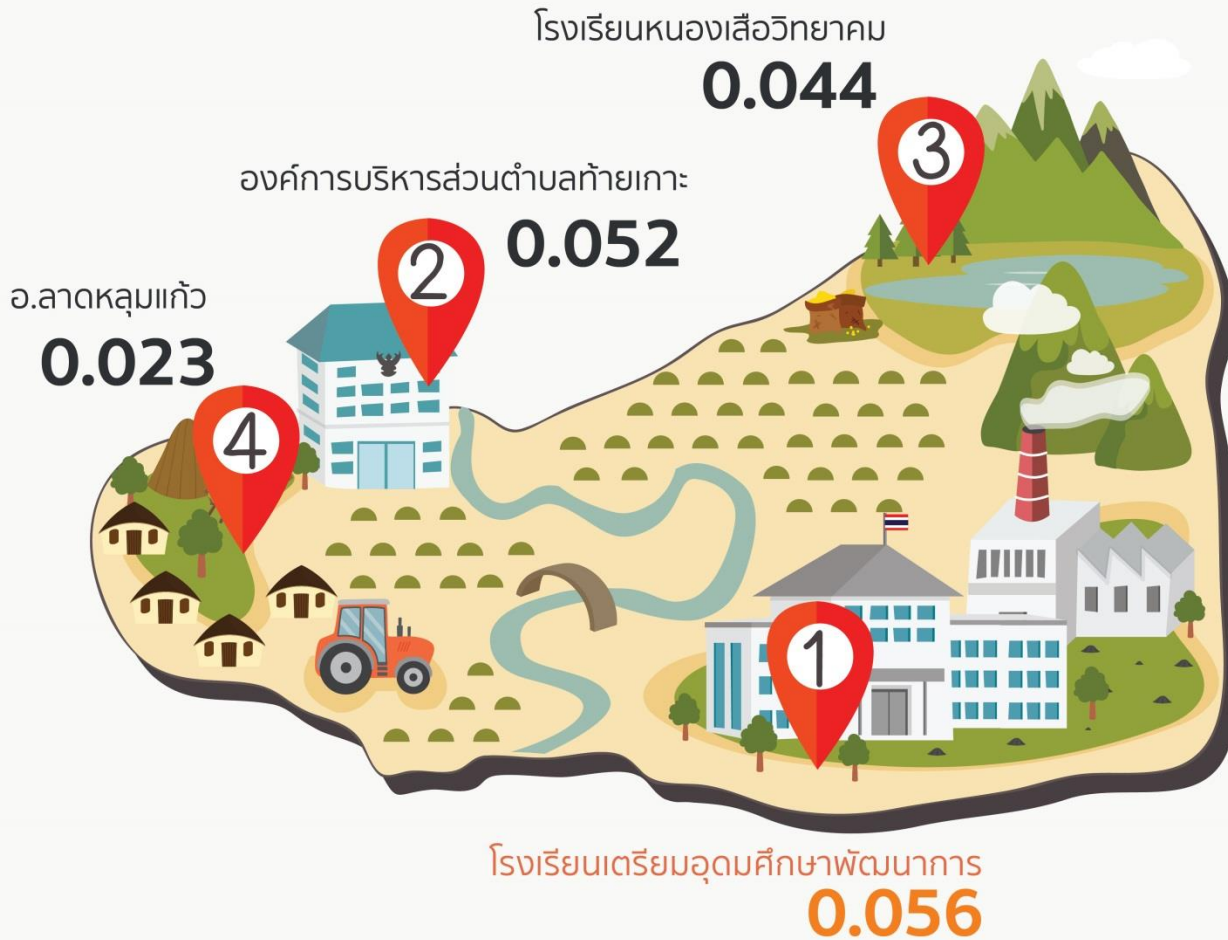 โรงเรียนหนองเสือวิทยาคม
0.044
3
องค์การบริหารส่วนตำบลท้ายเกาะ
0.052
2
อ.ลาดหลุมแก้ว
0.023
4
1
โรงเรียนเตรียมอุดมศึกษาพัฒนาการ
0.056